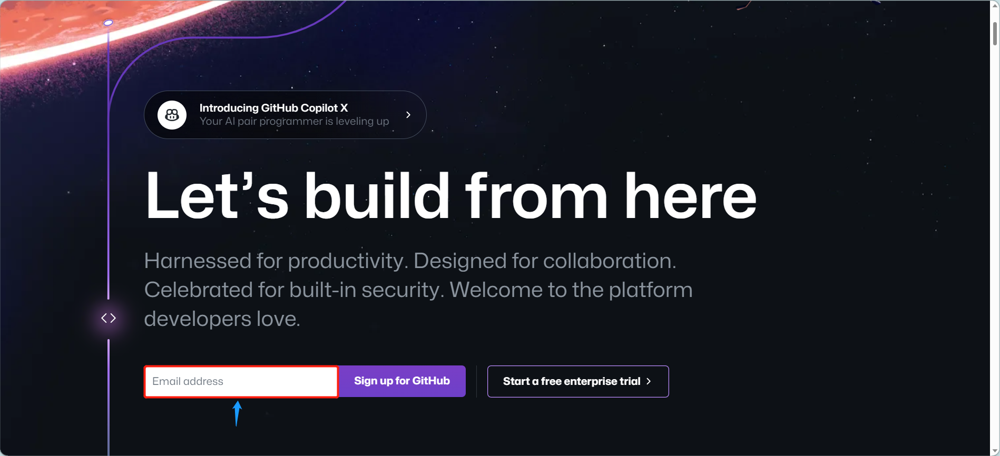 Introducing GitHub Copilot X
Your AI pair programmer is leveling up
Let’s build from here
Harnessed for productivity. Designed for collaboration.
Celebrated for built-in security. Welcome to the platform
developers love.
Email address
Sign up for GitHub
Start a free enterprise trial